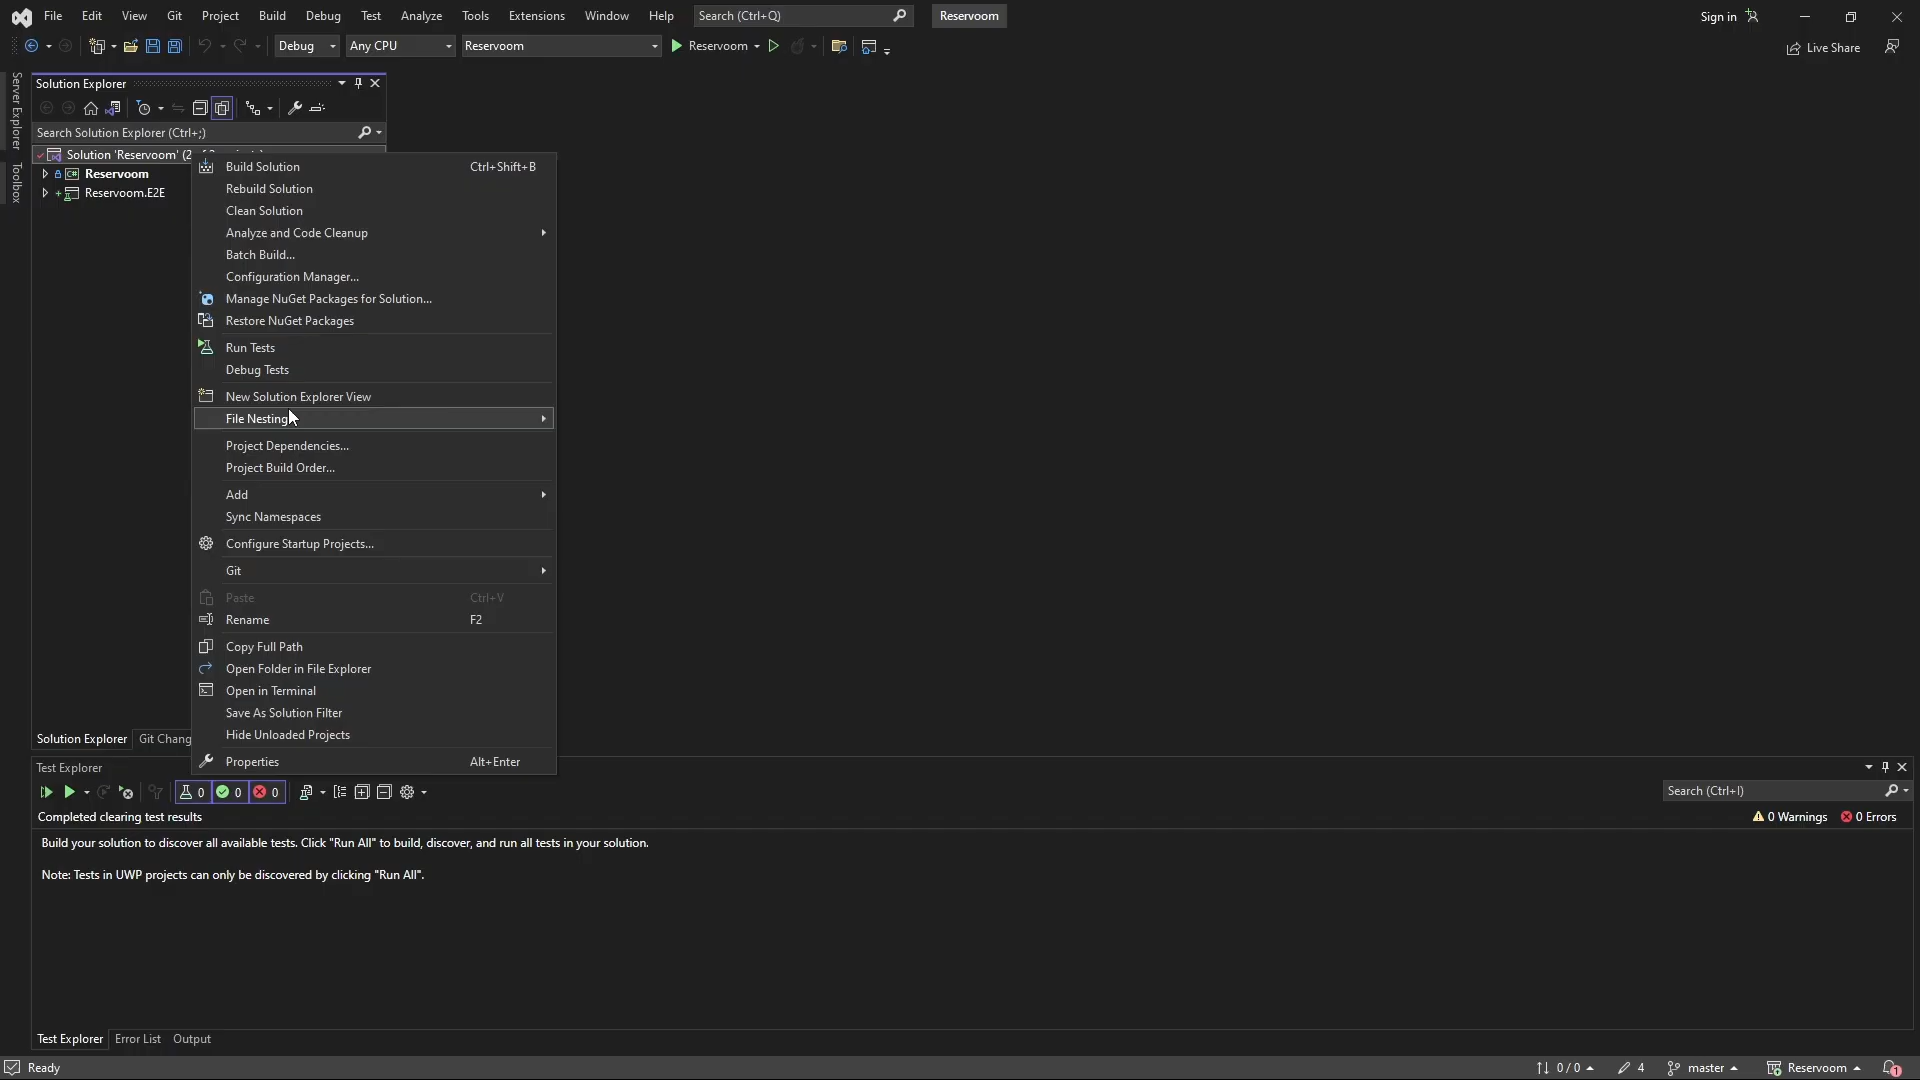 File Edit View Git Project Build Debug Test Analyze Tools Extensions Window Help Search (Ctrl+Q) Reservoom Sign in
Debug Any CPU Reservoom Reservoom Live Share
Server Explorer
Toolbox
Solution Explorer
Search Solution Explorer (Ctrl+;)
Solution 'Reservoom' (2
Reservoom
Reservoom.E2E
Build Solution Ctrl+Shift+B
Rebuild Solution
Clean Solution
Analyze and Code Cleanup
Batch Build...
Configuration Manager...
Manage NuGet Packages for Solution...
Restore NuGet Packages
Run Tests
Debug Tests
New Solution Explorer View
File Nesting
Project Dependencies...
Project Build Order...
Add
Sync Namespaces
Configure Startup Projects...
Git
Paste Ctrl+V
Rename F2
Copy Full Path
Open Folder in File Explorer
Open in Terminal
Save As Solution Filter
Hide Unloaded Projects
Properties Alt+Enter
Solution Explorer Git Chang
Test Explorer
0 0 0 Search (Ctrl+I)
Completed clearing test results 0 Warnings 0 Errors
Build your solution to discover all available tests. Click "Run All" to build, discover, and run all tests in your solution.
Note: Tests in UWP projects can only be discovered by clicking "Run All".
Test Explorer Error List Output
Ready 0 / 0 4 master Reservoom 1